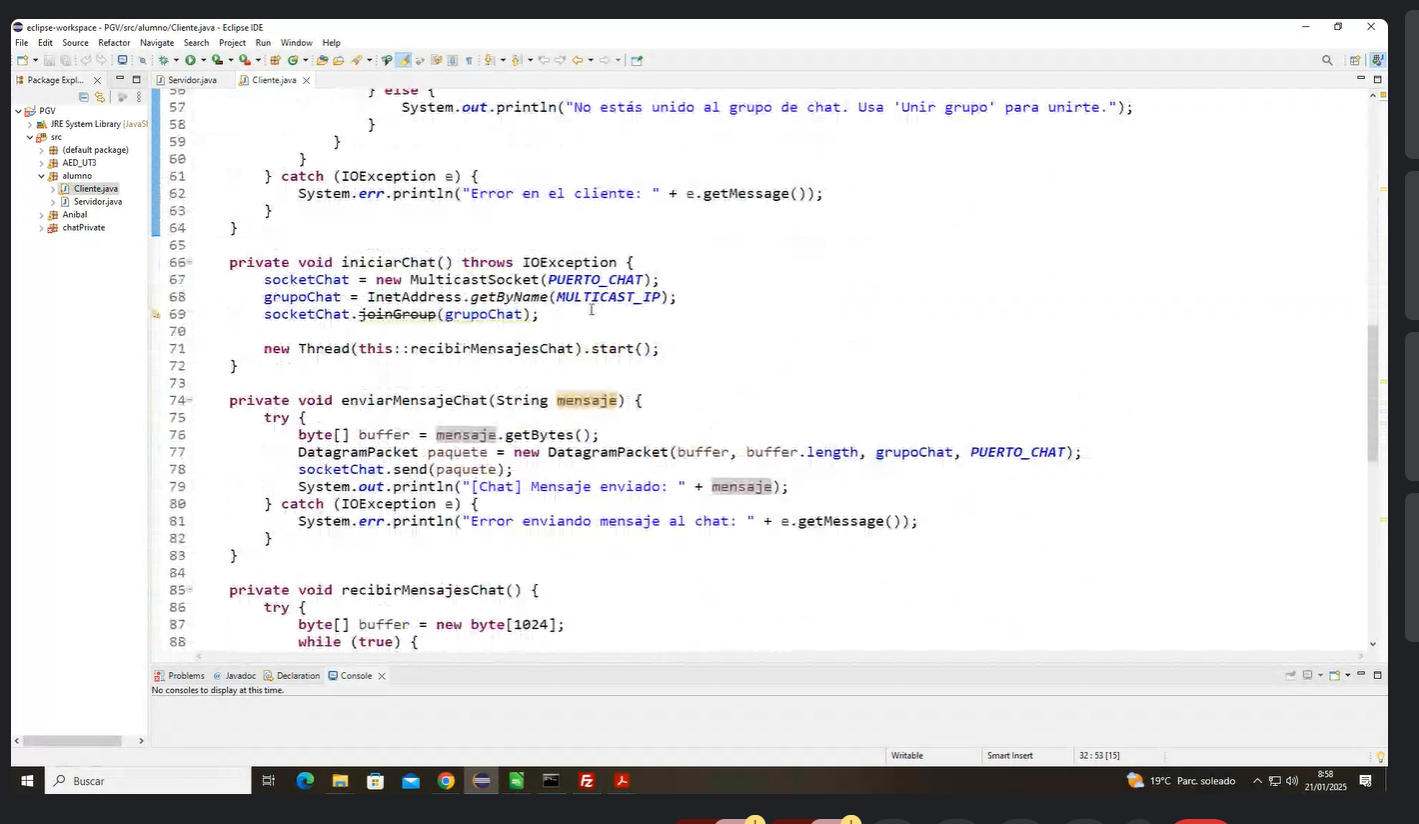 eclipse-workspace - PGV/src/alumno/Cliente.java - Eclipse IDE
File Edit Source Refactor Navigate Search Project Run Window Help
Package Expl...
Servidor.java
Cliente.java
PGV
JRE System Library [JavaS
src
(default package)
AED_UT3
alumno
Cliente.java
Servidor.java
Anibal
chatPrivate
56 } else {
57 System.out.println("No estás unido al grupo de chat. Usa 'Unir grupo' para unirte.");
58 }
59 }
60 }
61 } catch (IOException e) {
62 System.err.println("Error en el cliente: " + e.getMessage());
63 }
64 }
65
66 private void iniciarChat() throws IOException {
67 socketChat = new MulticastSocket(PUERTO_CHAT);
68 grupoChat = InetAddress.getByName(MULTICAST_IP);
69 socketChat.joinGroup(grupoChat);
70
71 new Thread(this::recibirMensajesChat).start();
72 }
73
74 private void enviarMensajeChat(String mensaje) {
75 try {
76 byte[] buffer = mensaje.getBytes();
77 DatagramPacket paquete = new DatagramPacket(buffer, buffer.length, grupoChat, PUERTO_CHAT);
78 socketChat.send(paquete);
79 System.out.println("[Chat] Mensaje enviado: " + mensaje);
80 } catch (IOException e) {
81 System.err.println("Error enviando mensaje al chat: " + e.getMessage());
82 }
83 }
84
85 private void recibirMensajesChat() {
86 try {
87 byte[] buffer = new byte[1024];
88 while (true) {
Problems Javadoc Declaration Console
No consoles to display at this time.
Writable Smart Insert 32 : 53 [15]
Buscar
19°C Parc. soleado
8:58
21/01/2025